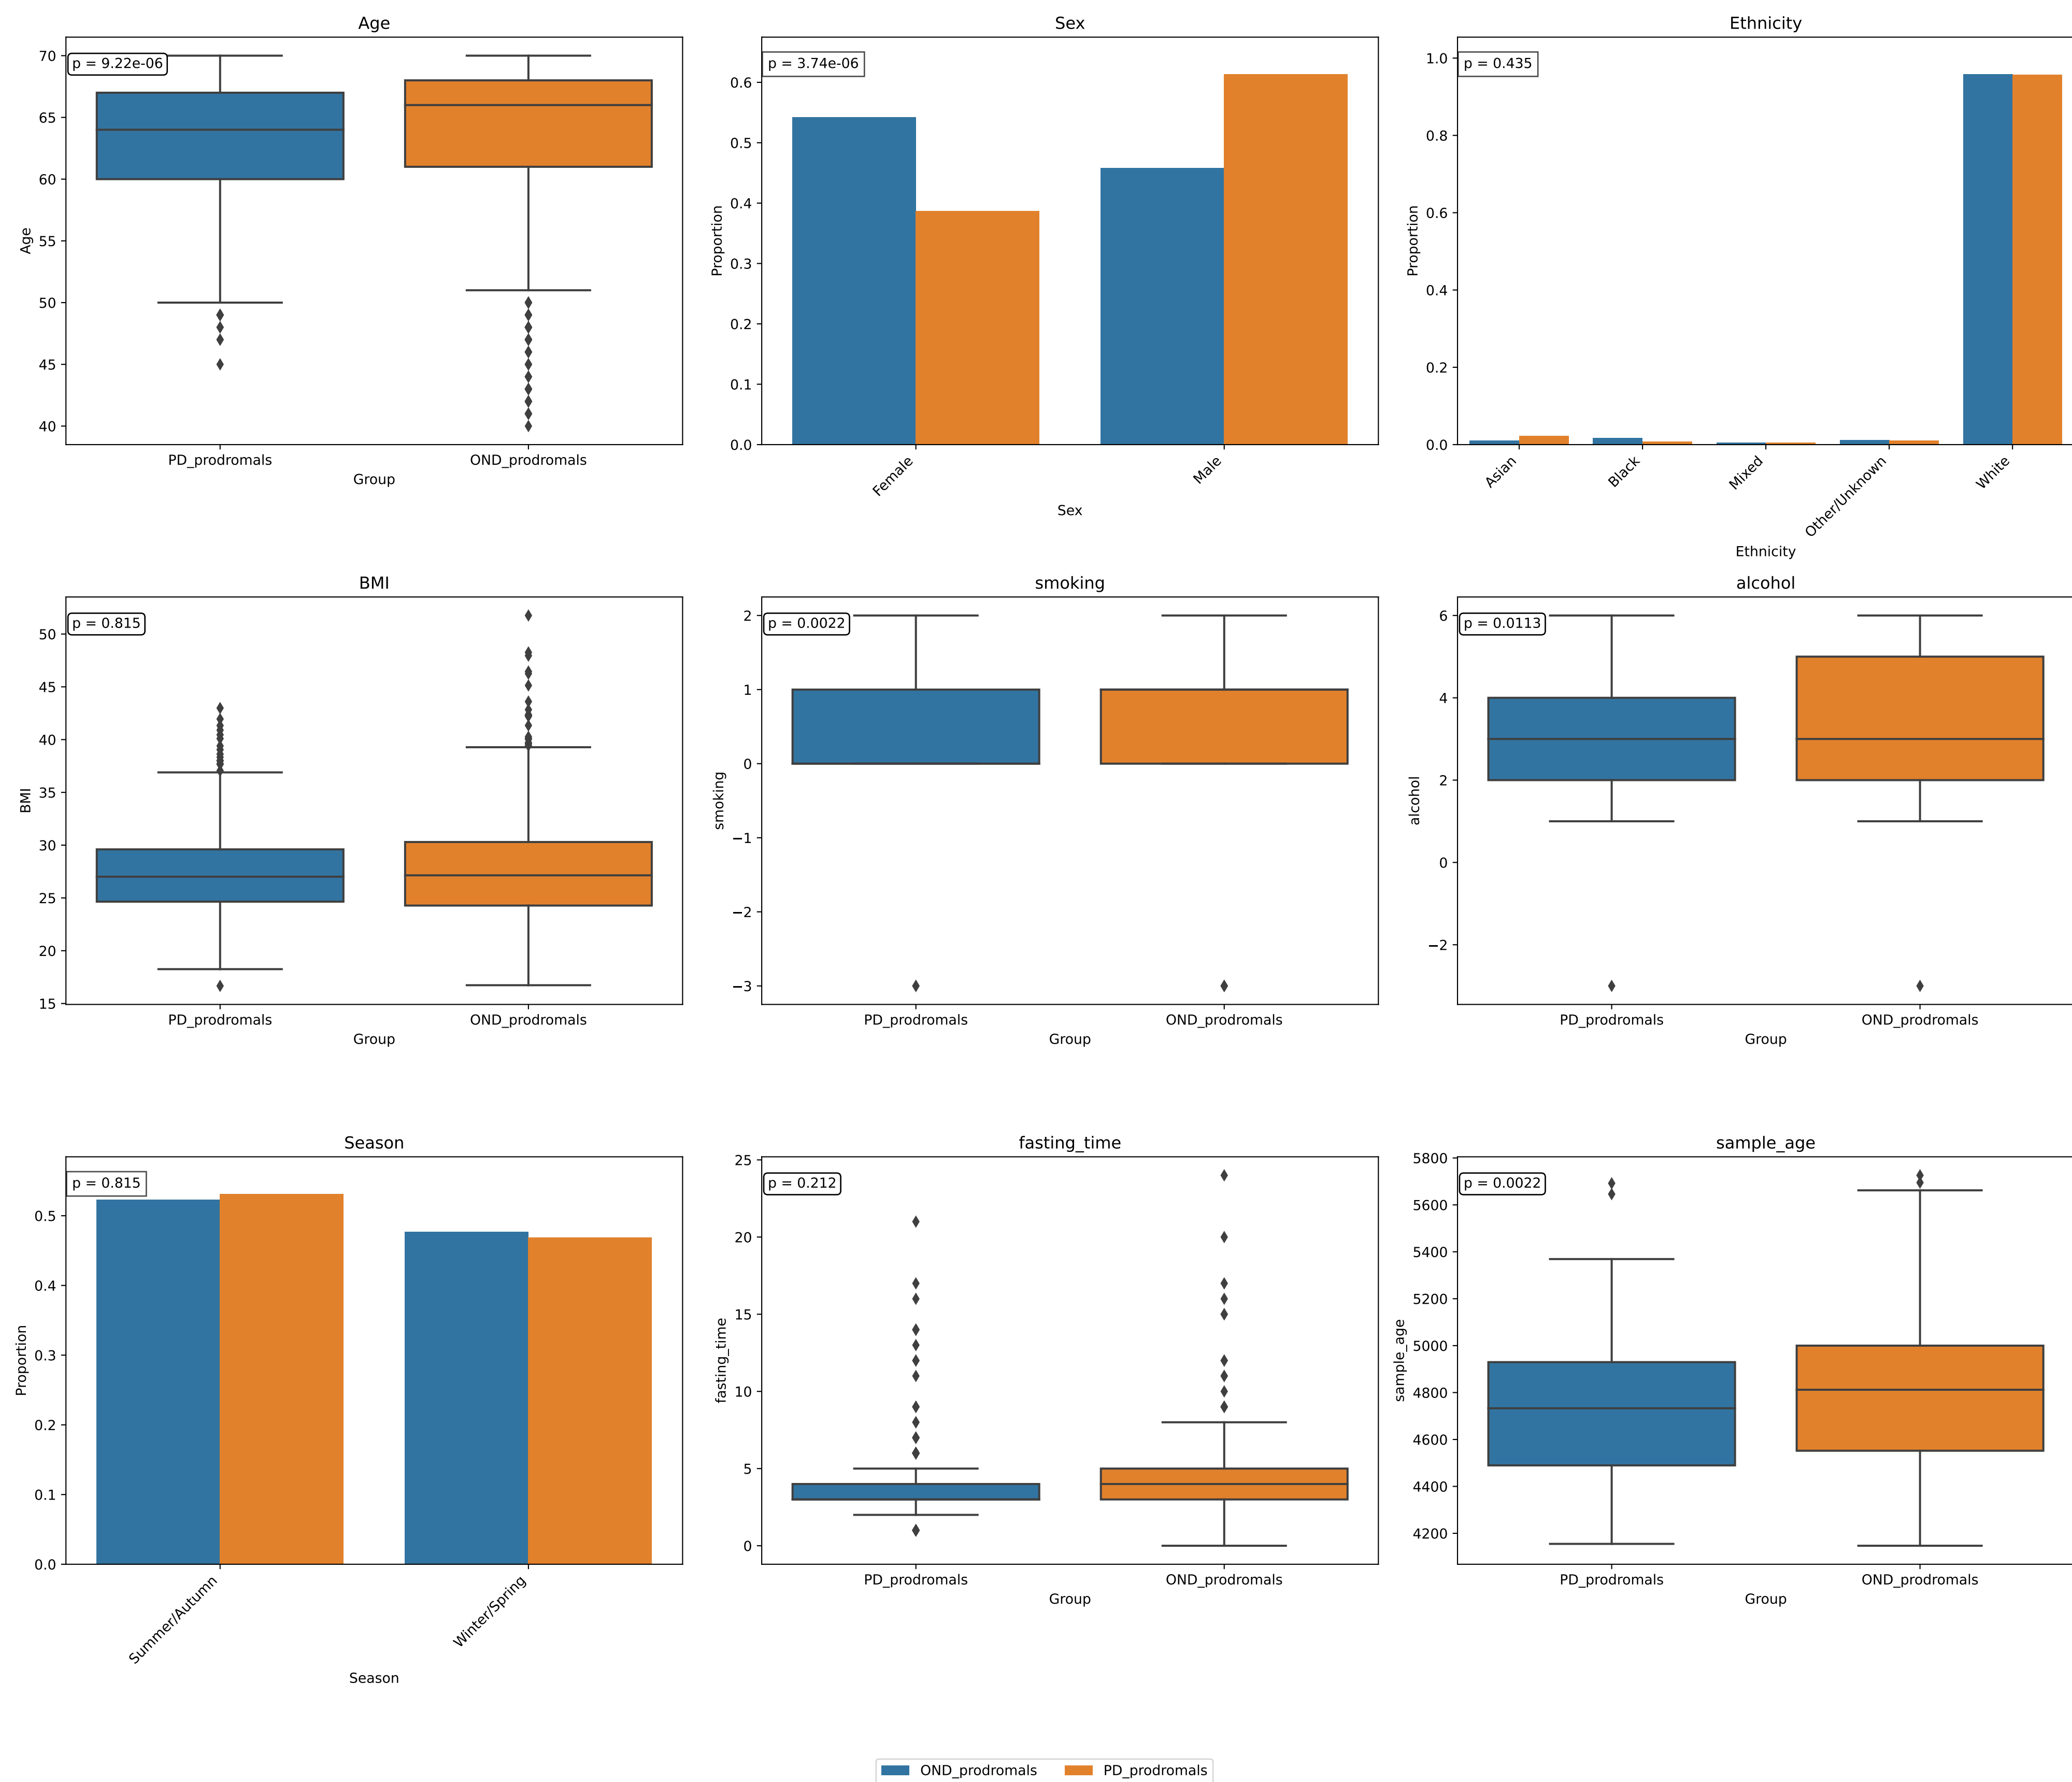 Age
p = 9.22e-06
70
65
60
55
50
45
40
Age
PD_prodromals
OND_prodromals
Group
Sex
p = 3.74e-06
0.6
0.5
0.4
0.3
0.2
0.1
0.0
Proportion
Female
Male
Sex
Ethnicity
p = 0.435
1.0
0.8
0.6
0.4
0.2
0.0
Proportion
Asian
Black
Mixed
Other/Unknown
White
Ethnicity
BMI
p = 0.815
50
45
40
35
30
25
20
15
BMI
PD_prodromals
OND_prodromals
Group
smoking
p = 0.0022
2
1
0
−1
−2
−3
smoking
PD_prodromals
OND_prodromals
Group
alcohol
p = 0.0113
6
4
2
0
−2
alcohol
PD_prodromals
OND_prodromals
Group
Season
p = 0.815
0.5
0.4
0.3
0.2
0.1
0.0
Proportion
Summer/Autumn
Winter/Spring
Season
fasting_time
p = 0.212
25
20
15
10
5
0
fasting_time
PD_prodromals
OND_prodromals
Group
sample_age
p = 0.0022
5800
5600
5400
5200
5000
4800
4600
4400
4200
sample_age
PD_prodromals
OND_prodromals
Group
OND_prodromals
PD_prodromals